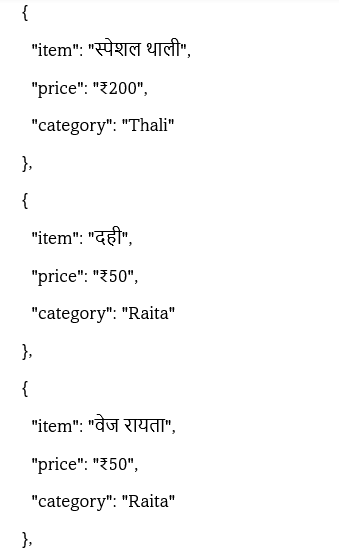 {
"item": "स्पेशल थाली",
"price": "₹200",
"category": "Thali"
},
{
"item": "दही",
"price": "₹50",
"category": "Raita"
},
{
"item": "वेज रायता",
"price": "₹50",
"category": "Raita"
},